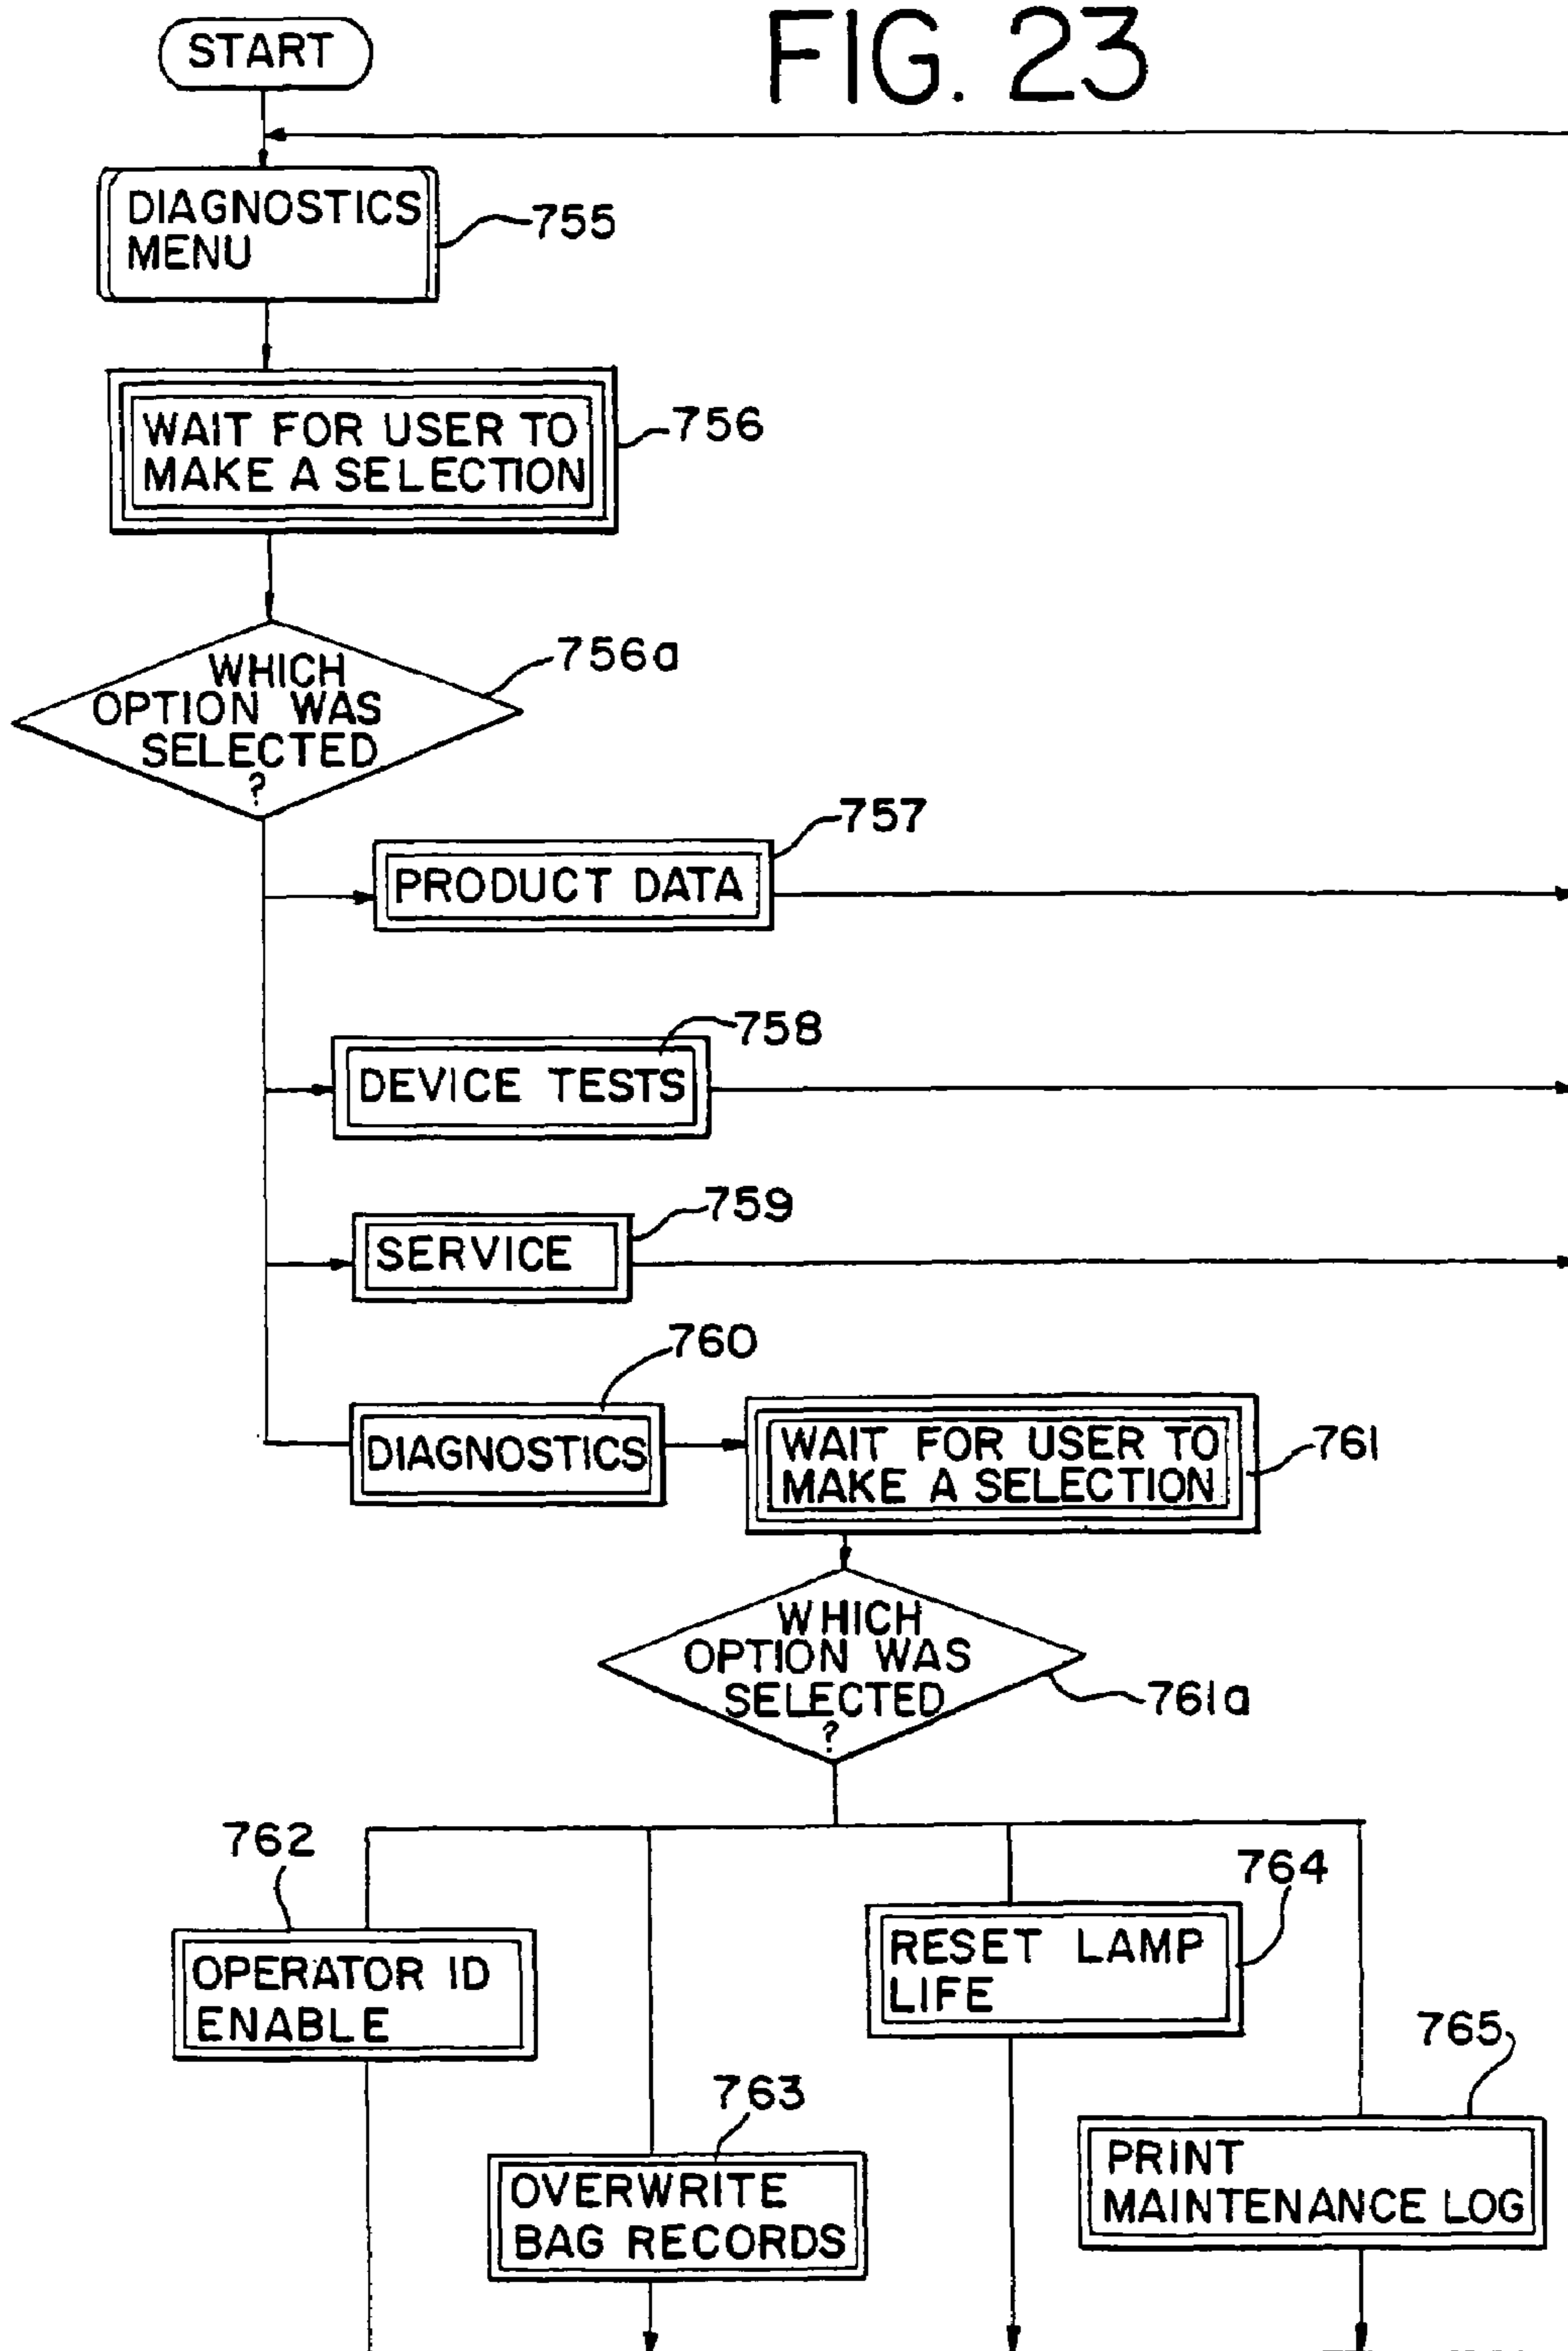 FIG. 23
START
DIAGNOSTICS
MENU
755
WAIT FOR USER TO
MAKE A SELECTION
756
WHICH
OPTION WAS
SELECTED
?
756a
757
PRODUCT DATA
758
DEVICE TESTS
759
SERVICE
760
DIAGNOSTICS
WAIT FOR USER TO
MAKE A SELECTION
761
WHICH
OPTION WAS
SELECTED
?
761a
762
OPERATOR ID
ENABLE
763
OVERWRITE
BAG RECORDS
764
RESET LAMP
LIFE
765
PRINT
MAINTENANCE LOG